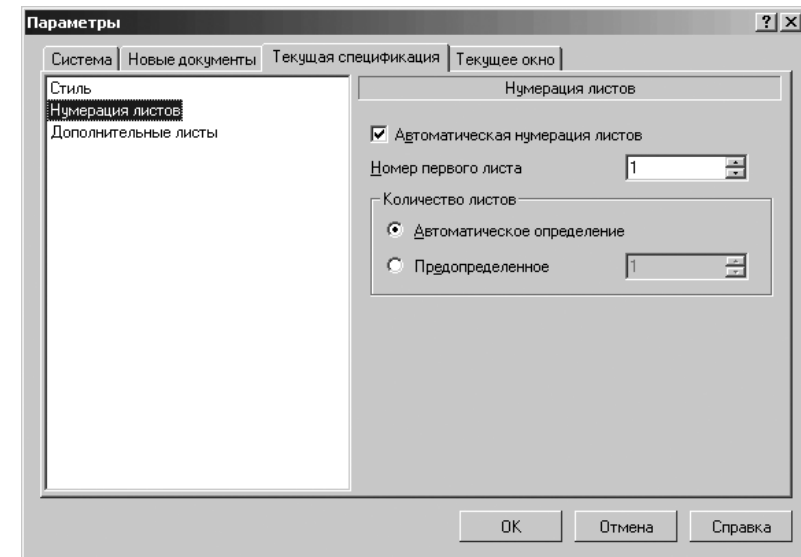 Параметры
Система Новые документы Текущая спецификация Текущее окно
Стиль
Нумерация листов
Дополнительные листы
Нумерация листов
Автоматическая нумерация листов
Номер первого листа 1
Количество листов
Автоматическое определение
Предопределенное 1
OK Отмена Справка